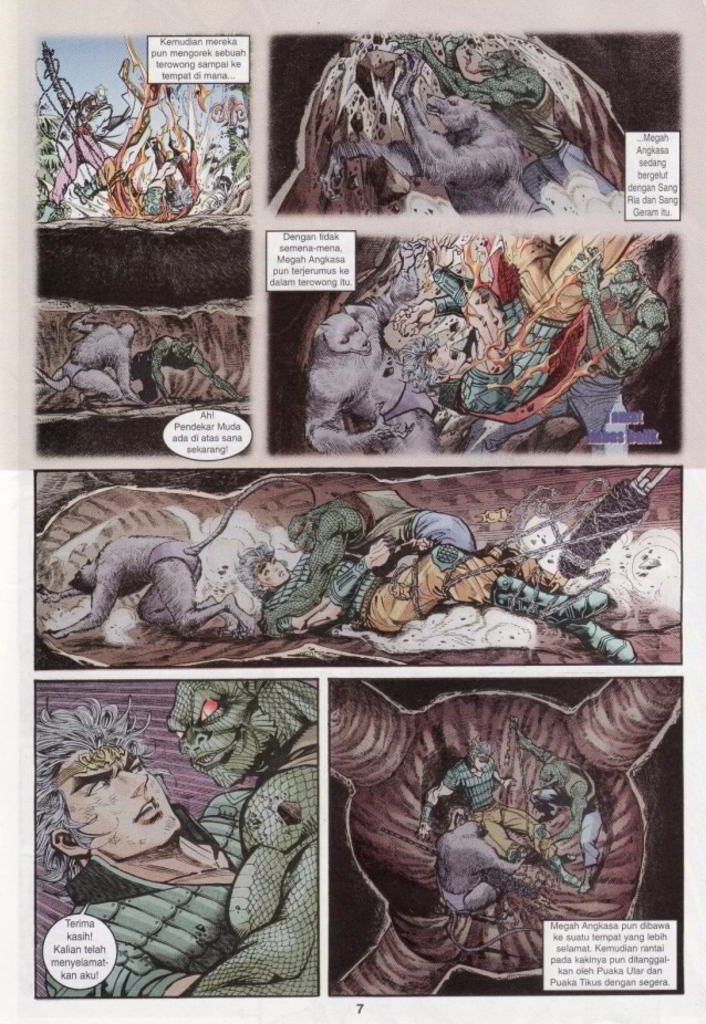 Kemudian mereka
pun mengorek sebuah
terowong sampai ke
tempat di mana...
Ah!
Pendekar Muda
ada di atas sana
sekarang!
...Megah
Angkasa
sedang
bergelut
dengan Sang
Ria dan Sang
Geram itu.
Dengan tidak
semena-mena,
Megah Angkasa
pun terjerumus ke
dalam terowong itu.
Terima
kasih!
Kalian telah
menyelamat-
kan aku!
Megah Angkasa pun dibawa
ke suatu tempat yang lebih
selamat. Kemudian rantai
pada kakinya pun ditanggal-
kan oleh Puaka Ular dan
Puaka Tikus dengan segera.
7